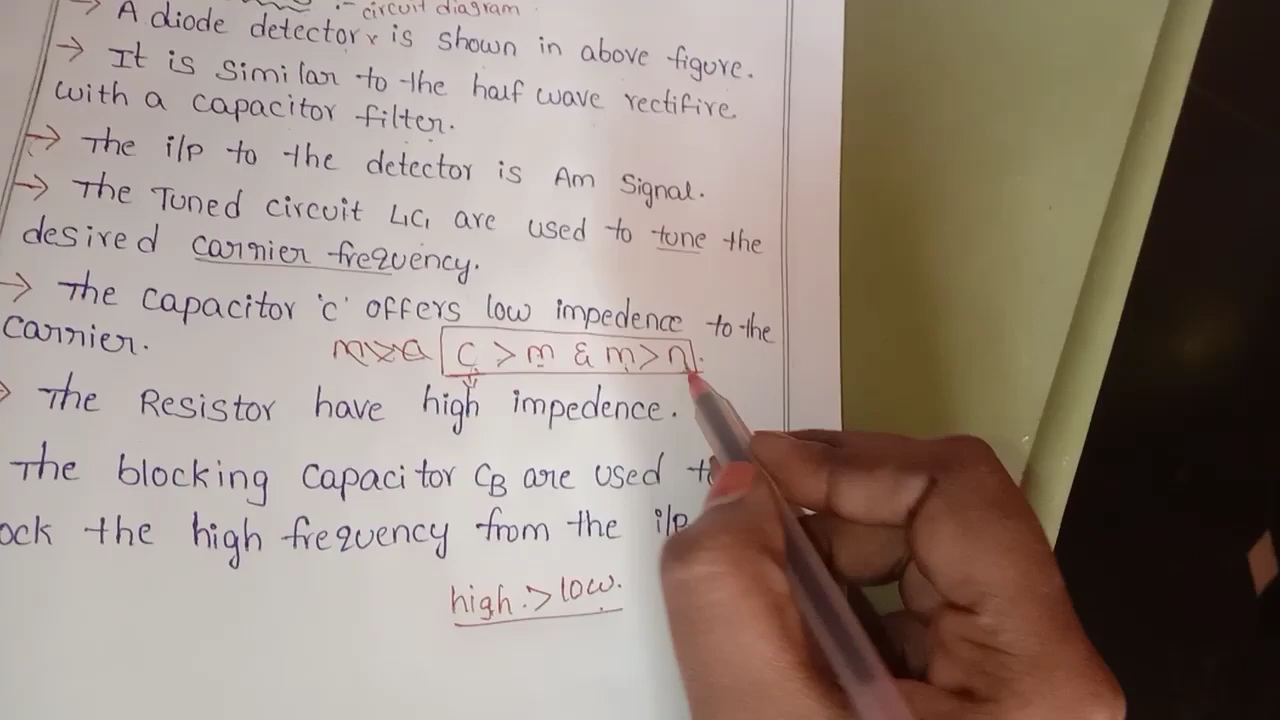 :- circuit diagram
→ A diode detector is shown in above figure.
→ It is similar to the half wave rectifire
with a capacitor filter.
→ The i/p to the detector is Am Signal.
→ The Tuned circuit L1C1 are used to tune the
desired carrier frequency.
→ The capacitor 'c' offers low impedence to the
carrier.
c > m & m > n.
The Resistor have high impedence.
The blocking capacitor CB are used
ock the high frequency from the i/p
high > low.